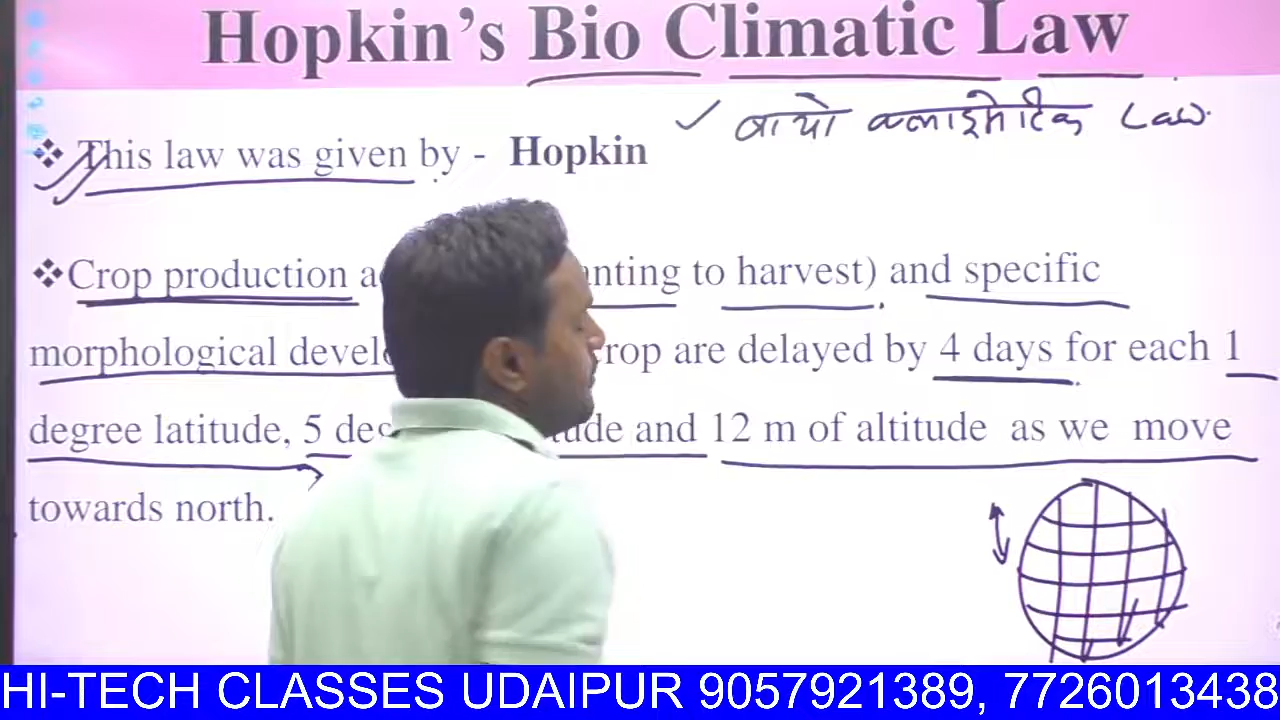 Hopkin's Bio Climatic Law
✓ बायो क्लाइमेटिक Law
❖ This law was given by - Hopkin
❖Crop production anting to harvest) and specific
morphological devel rop are delayed by 4 days for each 1
degree latitude, 5 de tude and 12 m of altitude as we move
towards north.
HI-TECH CLASSES UDAIPUR 9057921389, 7726013438